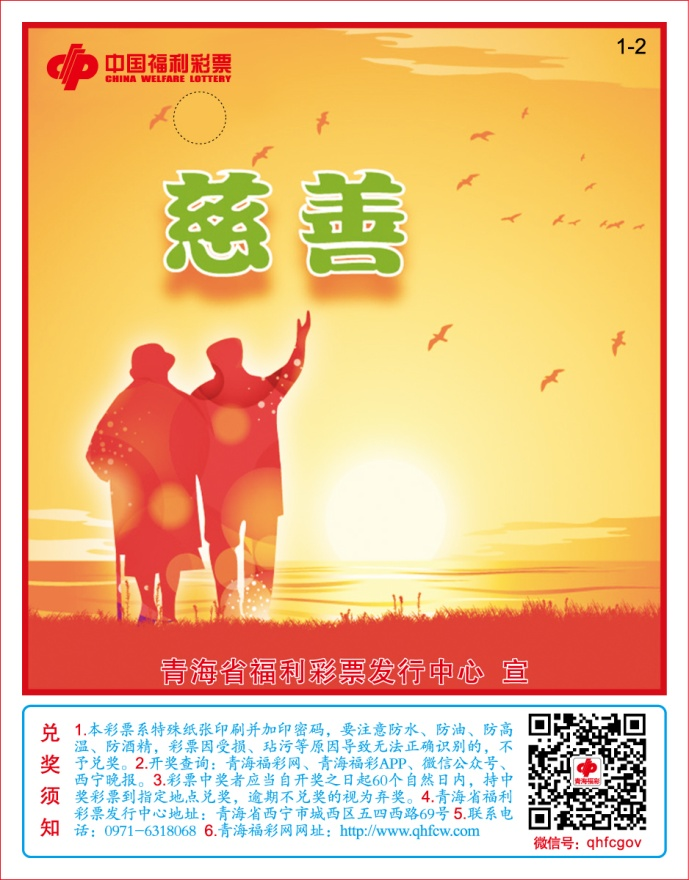 中国福利彩票
CHINA WELFARE LOTTERY
1-2
慈善
青海省福利彩票发行中心 宣
兑奖须知
1.本彩票系特殊纸张印刷并加印密码，要注意防水、防油、防高
温、防酒精，彩票因受损、玷污等原因导致无法正确识别的，不
予兑奖。2.开奖查询：青海福彩网、青海福彩APP、微信公众号、
西宁晚报。3.彩票中奖者应当自开奖之日起60个自然日内，持中
奖彩票到指定地点兑奖，逾期不兑奖的视为弃奖。4.青海省福利
彩票发行中心地址：青海省西宁市城西区五四西路69号 5.联系电
话：0971-6318068 6.青海福彩网网址：http://www.qhfcw.com
青海福彩
微信号：qhfcgov